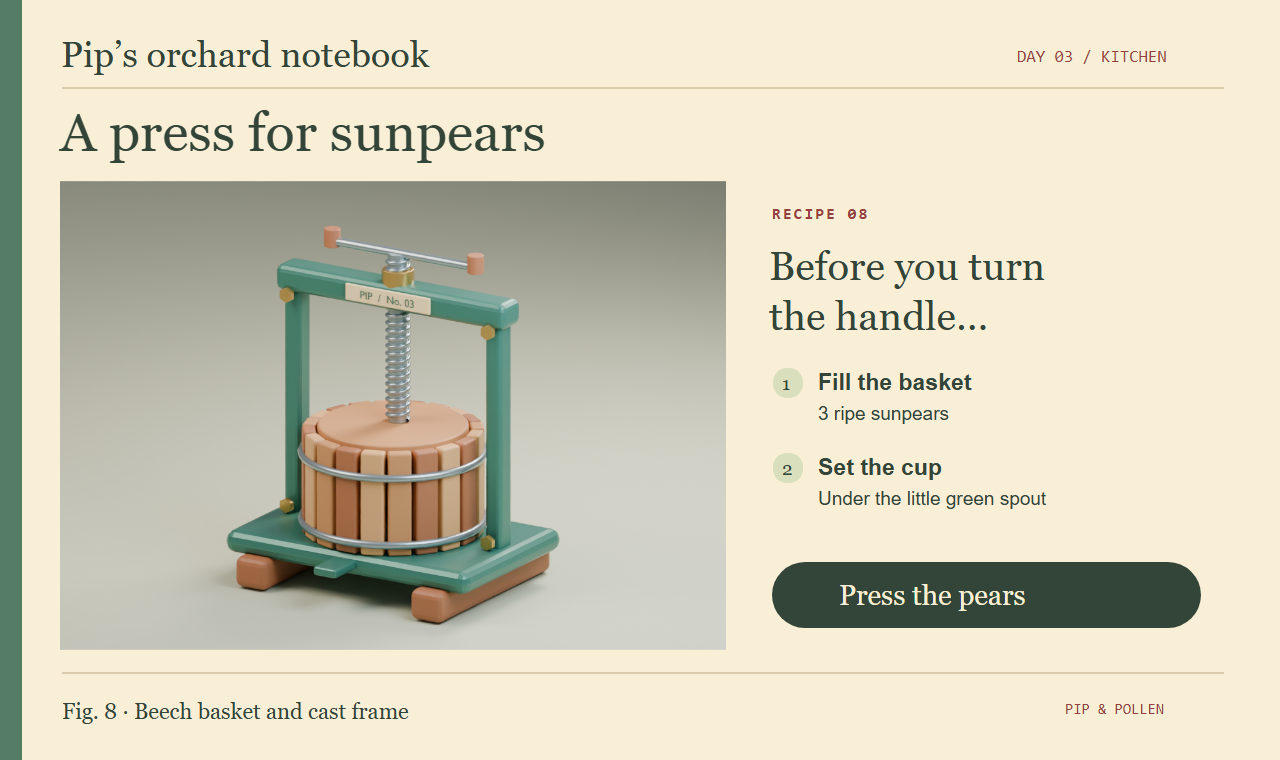 Pip’s orchard notebook
DAY 03 / KITCHEN
A press for sunpears
PIP / No. 03
RECIPE 08
Before you turn
the handle...
1 Fill the basket
3 ripe sunpears
2 Set the cup
Under the little green spout
Press the pears
Fig. 8 · Beech basket and cast frame
PIP & POLLEN